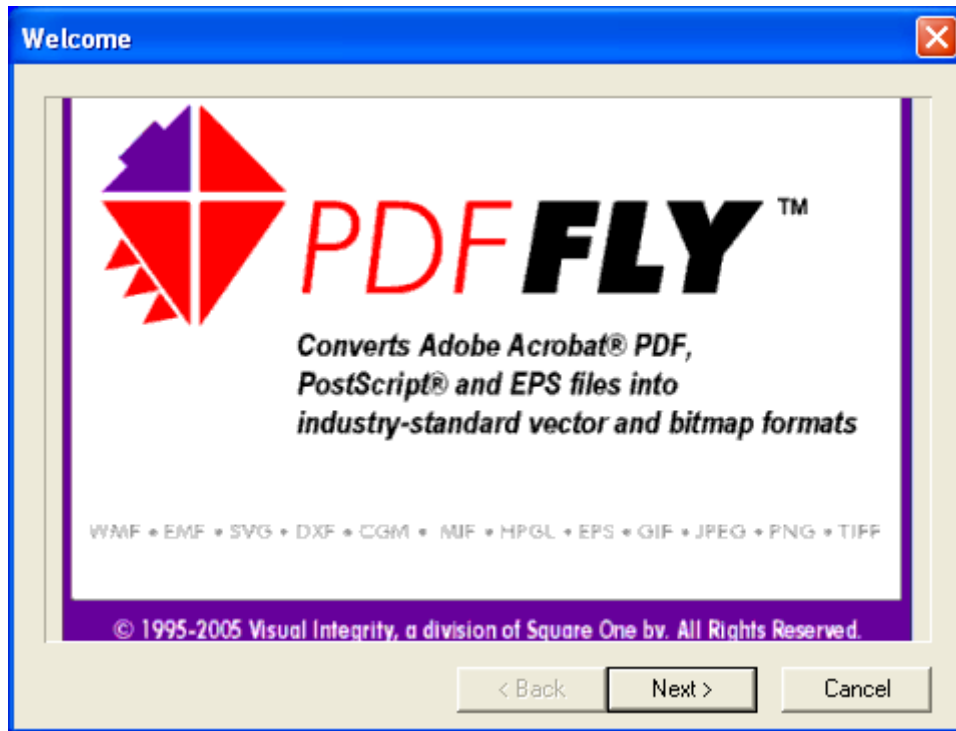 Welcome
PDF FLY™
Converts Adobe Acrobat® PDF,
PostScript® and EPS files into
industry-standard vector and bitmap formats
WMF • EMF • SVG • DXF • CGM • MIF • HPGL • EPS • GIF • JPEG • PNG • TIFF
© 1995-2005 Visual Integrity, a division of Square One bv. All Rights Reserved.
< Back Next > Cancel